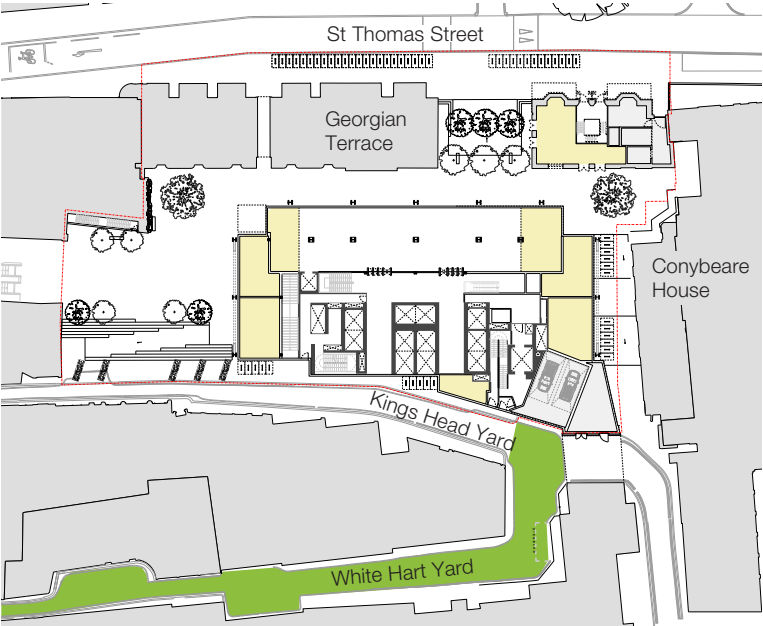 St Thomas Street
Georgian
Terrace
Conybeare
House
Kings Head Yard
White Hart Yard